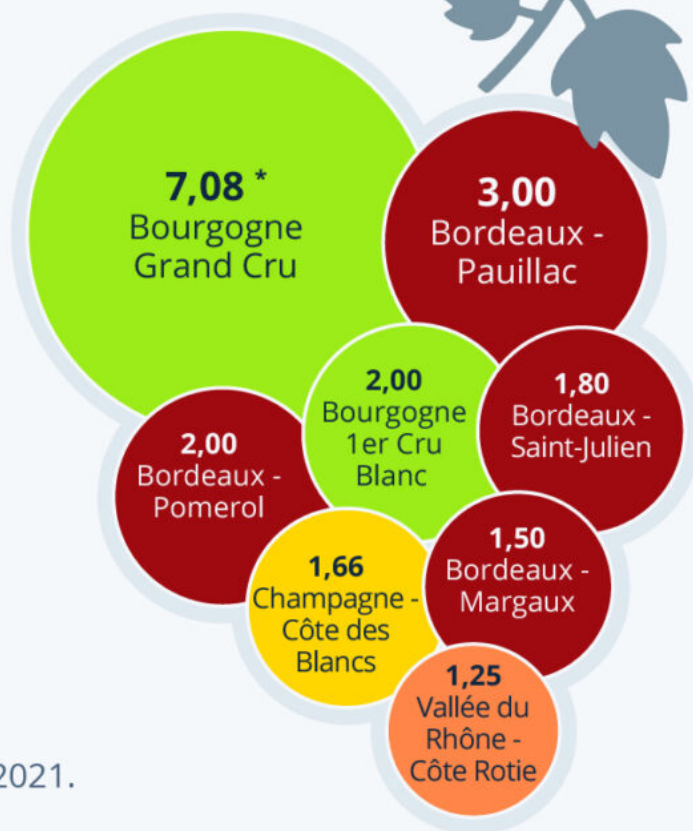 7,08 *
Bourgogne
Grand Cru
3,00
Bordeaux -
Pauillac
2,00
Bourgogne
1er Cru
Blanc
1,80
Bordeaux -
Saint-Julien
2,00
Bordeaux -
Pomerol
1,50
Bordeaux -
Margaux
1,66
Champagne -
Côte des
Blancs
1,25
Vallée du
Rhône -
Côte Rotie
2021.